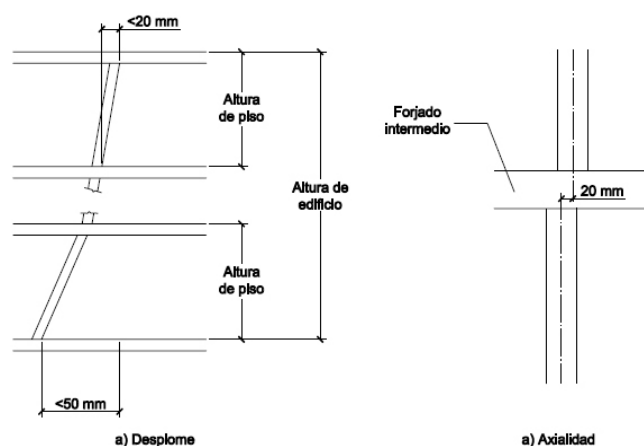 <20 mm
Altura
de piso
Altura de
edificio
Altura
de piso
<50 mm
a) Desplome
Forjado
intermedio
20 mm
a) Axialidad